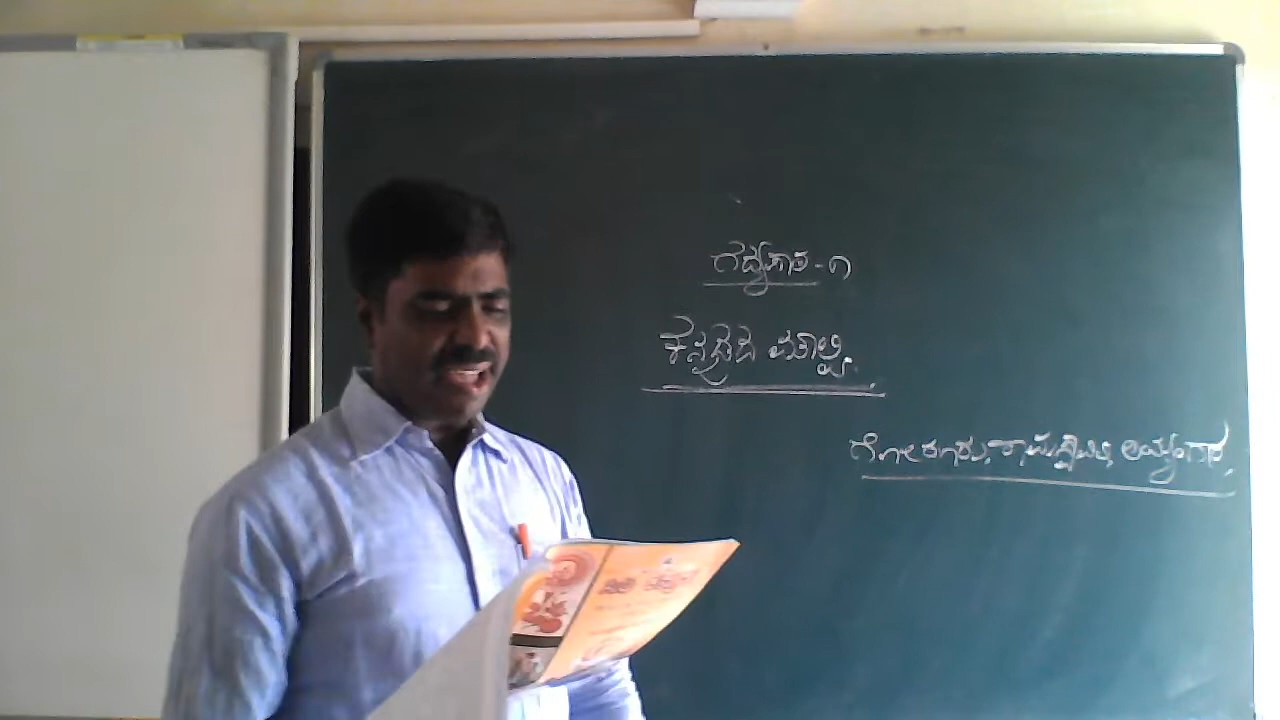 ಗದ್ಯಪಾಠ-೧
ಕನ್ನಡದ ಮೌಲ್ವಿ.
ಗೊರೂರು ರಾಮಸ್ವಾಮಿ ಅಯ್ಯಂಗಾರ್.